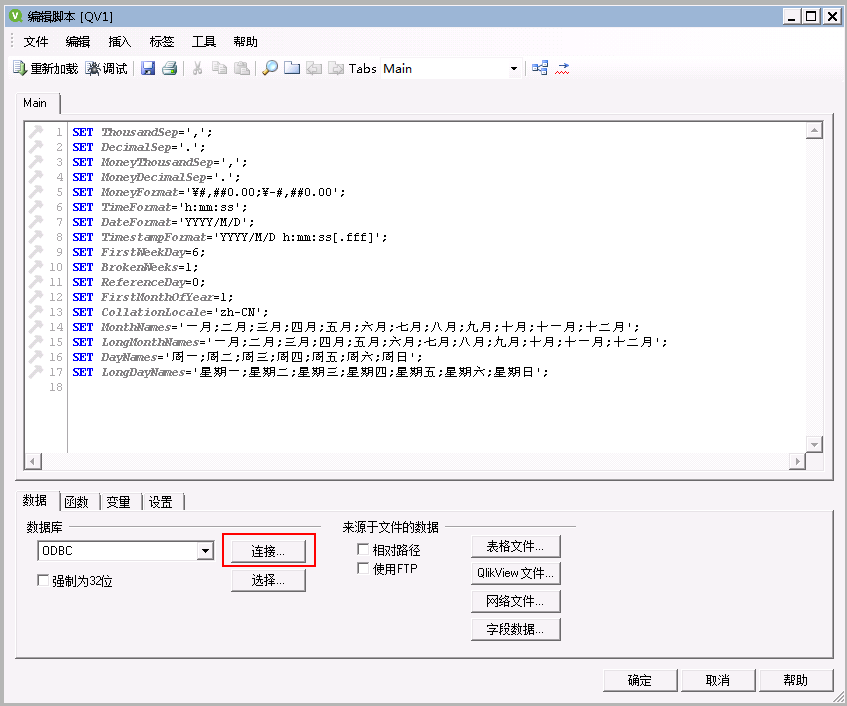 编辑脚本 [QV1]
文件 编辑 插入 标签 工具 帮助
重新加载 调试 Tabs Main
Main
1 SET ThousandSep=',';
2 SET DecimalSep='.';
3 SET MoneyThousandSep=',';
4 SET MoneyDecimalSep='.';
5 SET MoneyFormat='¥#,##0.00;¥-#,##0.00';
6 SET TimeFormat='h:mm:ss';
7 SET DateFormat='YYYY/M/D';
8 SET TimestampFormat='YYYY/M/D h:mm:ss[.fff]';
9 SET FirstWeekDay=6;
10 SET BrokenWeeks=1;
11 SET ReferenceDay=0;
12 SET FirstMonthOfYear=1;
13 SET CollationLocale='zh-CN';
14 SET MonthNames='一月;二月;三月;四月;五月;六月;七月;八月;九月;十月;十一月;十二月';
15 SET LongMonthNames='一月;二月;三月;四月;五月;六月;七月;八月;九月;十月;十一月;十二月';
16 SET DayNames='周一;周二;周三;周四;周五;周六;周日';
17 SET LongDayNames='星期一;星期二;星期三;星期四;星期五;星期六;星期日';
18
数据 函数 变量 设置
数据库
ODBC
连接...
强制为32位
选择...
来源于文件的数据
相对路径
使用FTP
表格文件...
QlikView 文件...
网络文件...
字段数据...
确定 取消 帮助